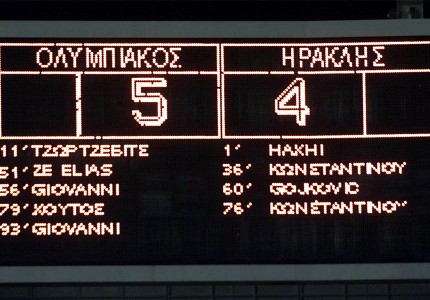 ΟΛΥΜΠΙΑΚΟΣ ΗΡΑΚΛΗΣ
5 4
11' ΤΖΩΡΤΖΕΒΙΤΣ 1' HAXHI
51' ZE ELIAS 36' ΚΩΝΣΤΑΝΤΙΝΟΥ
56' GIOVANNI 60' GOJKOVIC
79' ΧΟΥΤΟΣ 76' ΚΩΝΣΤΑΝΤΙΝΟΥ
93' GIOVANNI